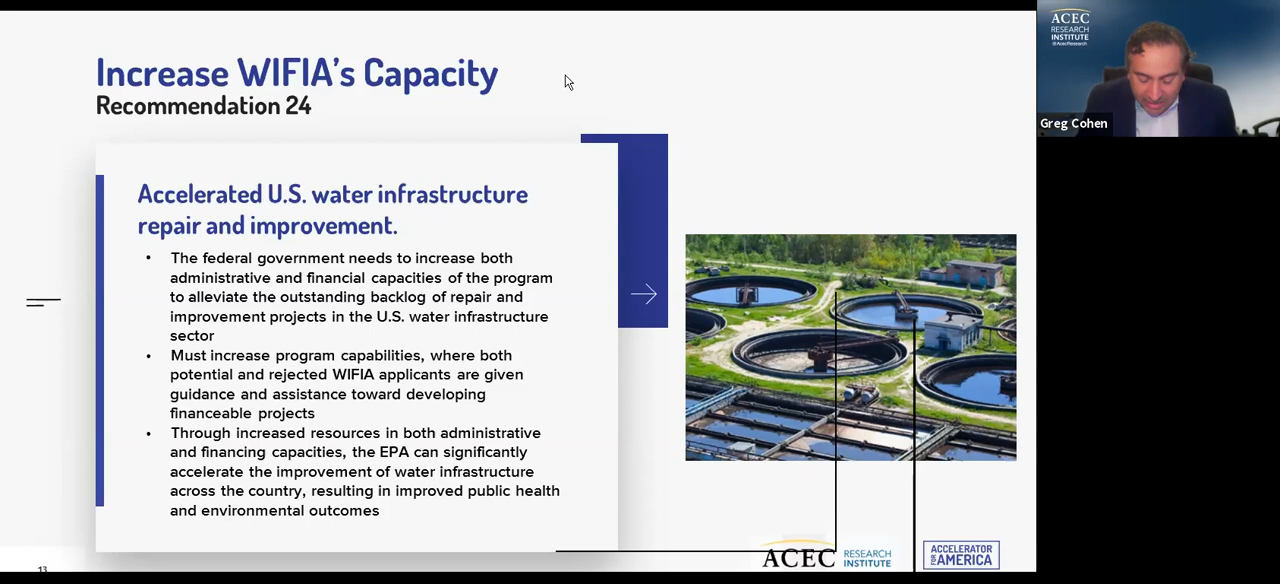 Increase WIFIA's Capacity
Recommendation 24
Accelerated U.S. water infrastructure
repair and improvement.
• The federal government needs to increase both
administrative and financial capacities of the program
to alleviate the outstanding backlog of repair and
improvement projects in the U.S. water infrastructure
sector
• Must increase program capabilities, where both
potential and rejected WIFIA applicants are given
guidance and assistance toward developing
financeable projects
• Through increased resources in both administrative
and financing capacities, the EPA can significantly
accelerate the improvement of water infrastructure
across the country, resulting in improved public health
and environmental outcomes
13
ACEC RESEARCH
INSTITUTE
ACCELERATOR
FOR AMERICA
ACEC
RESEARCH
INSTITUTE
Greg Cohen